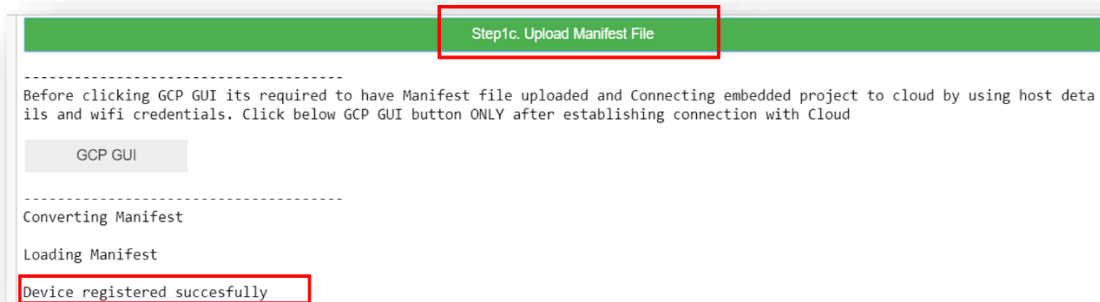 Step1c. Upload Manifest File
--------------------------------------
Before clicking GCP GUI its required to have Manifest file uploaded and Connecting embedded project to cloud by using host deta
ils and wifi credentials. Click below GCP GUI button ONLY after establishing connection with Cloud
GCP GUI
--------------------------------------
Converting Manifest
Loading Manifest
Device registered succesfully